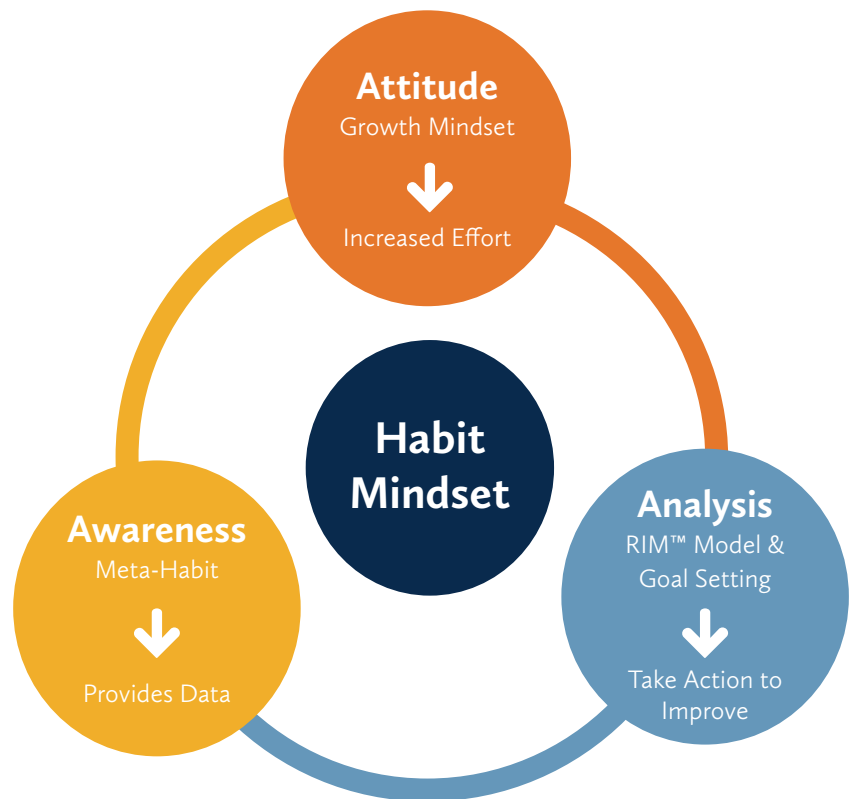 Attitude
Growth Mindset
Increased Effort
Habit
Mindset
Awareness
Meta-Habit
Provides Data
Analysis
RIM™ Model &
Goal Setting
Take Action to
Improve